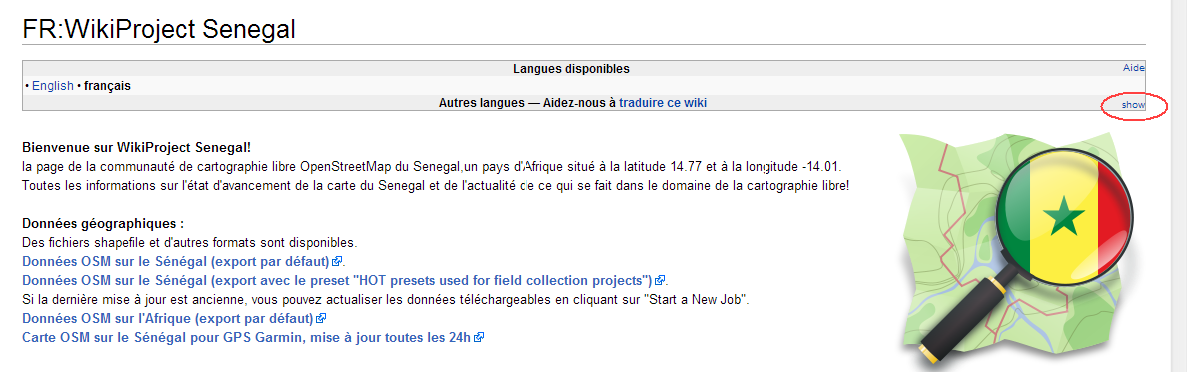 FR:WikiProject Senegal
Langues disponibles Aide
• English • français
Autres langues — Aidez-nous à traduire ce wiki show
Bienvenue sur WikiProject Senegal!
la page de la communauté de cartographie libre OpenStreetMap du Senegal,un pays d'Afrique situé à la latitude 14.77 et à la longitude -14.01.
Toutes les informations sur l'état d'avancement de la carte du Senegal et de l'actualité de ce qui se fait dans le domaine de la cartographie libre!
Données géographiques :
Des fichiers shapefile et d'autres formats sont disponibles.
Données OSM sur le Sénégal (export par défaut).
Données OSM sur le Sénégal (export avec le preset "HOT presets used for field collection projects").
Si la dernière mise à jour est ancienne, vous pouvez actualiser les données téléchargeables en cliquant sur "Start a New Job".
Données OSM sur l'Afrique (export par défaut)
Carte OSM sur le Sénégal pour GPS Garmin, mise à jour toutes les 24h